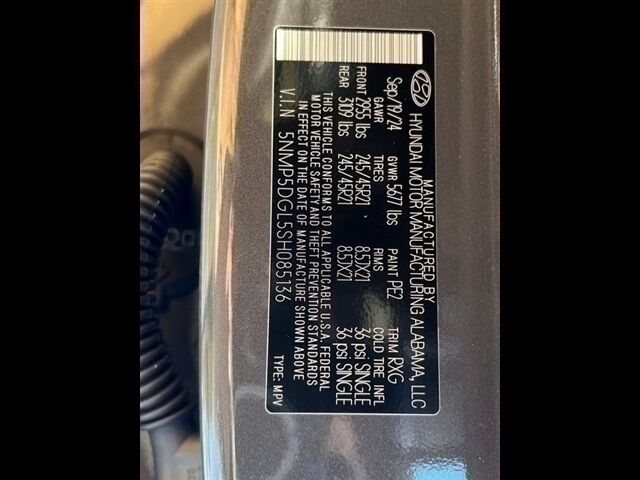 MANUFACTURED BY
HYUNDAI MOTOR MANUFACTURING ALABAMA, LLC
Sep/19/24 GVWR 5677 lbs PAINT PE2 TRIM RXG
GAWR TIRES RIMS COLD TIRE INFL
FRONT 2955 lbs 245/45R21 8.5JX21 36 psi SINGLE
REAR 3109 lbs 245/45R21 8.5JX21 36 psi SINGLE
THIS VEHICLE CONFORMS TO ALL APPLICABLE U.S.A. FEDERAL
MOTOR VEHICLE SAFETY AND THEFT PREVENTION STANDARDS
IN EFFECT ON THE DATE OF MANUFACTURE SHOWN ABOVE
V.I.N 5NMP5DGL5SH085136 TYPE: MPV